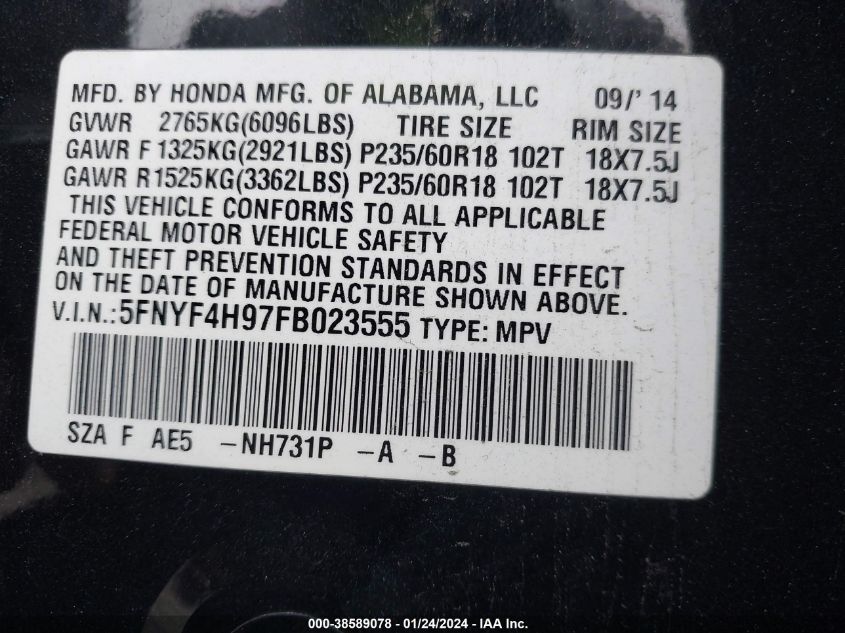 MFD. BY HONDA MFG. OF ALABAMA, LLC 09/' 14
GVWR 2765KG(6096LBS) TIRE SIZE RIM SIZE
GAWR F 1325KG(2921LBS) P235/60R18 102T 18X7.5J
GAWR R 1525KG(3362LBS) P235/60R18 102T 18X7.5J
THIS VEHICLE CONFORMS TO ALL APPLICABLE
FEDERAL MOTOR VEHICLE SAFETY
AND THEFT PREVENTION STANDARDS IN EFFECT
ON THE DATE OF MANUFACTURE SHOWN ABOVE.
V.I.N.:5FNYF4H97FB023555 TYPE: MPV
SZA F AE5 -NH731P -A -B
000-38589078 - 01/24/2024 - IAA Inc.